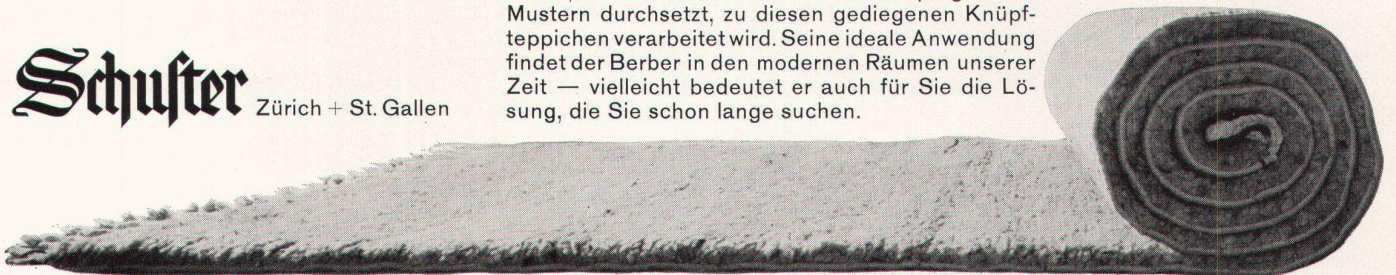 Mustern durchsetzt, zu diesen gediegenen Knüpf-
teppichen verarbeitet wird. Seine ideale Anwendung
findet der Berber in den modernen Räumen unserer
Zeit — vielleicht bedeutet er auch für Sie die Lö-
sung, die Sie schon lange suchen.
Schuster Zürich + St. Gallen